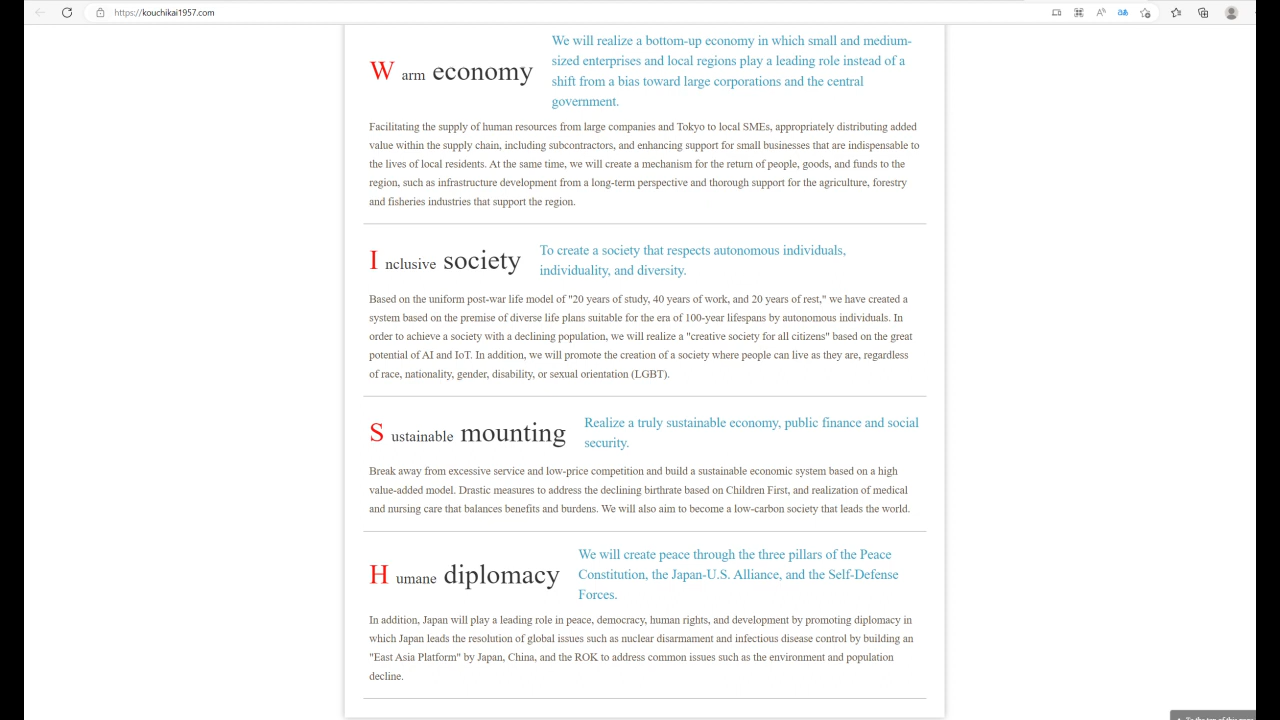 https://kouchikai1957.com
We will realize a bottom-up economy in which small and medium-
sized enterprises and local regions play a leading role instead of a
W arm economy
shift from a bias toward large corporations and the central
government.
Facilitating the supply of human resources from large companies and Tokyo to local SMEs, appropriately distributing added
value within the supply chain, including subcontractors, and enhancing support for small businesses that are indispensable to
the lives of local residents. At the same time, we will create a mechanism for the return of people, goods, and funds to the
region, such as infrastructure development from a long-term perspective and thorough support for the agriculture, forestry
and fisheries industries that support the region.
I nclusive society
To create a society that respects autonomous individuals,
individuality, and diversity.
Based on the uniform post-war life model of "20 years of study, 40 years of work, and 20 years of rest," we have created a
system based on the premise of diverse life plans suitable for the era of 100-year lifespans by autonomous individuals. In
order to achieve a society with a declining population, we will realize a "creative society for all citizens" based on the great
potential of AI and IoT. In addition, we will promote the creation of a society where people can live as they are, regardless
of race, nationality, gender, disability, or sexual orientation (LGBT).
S ustainable mounting
Realize a truly sustainable economy, public finance and social
security.
Break away from excessive service and low-price competition and build a sustainable economic system based on a high
value-added model. Drastic measures to address the declining birthrate based on Children First, and realization of medical
and nursing care that balances benefits and burdens. We will also aim to become a low-carbon society that leads the world.
H umane diplomacy
We will create peace through the three pillars of the Peace
Constitution, the Japan-U.S. Alliance, and the Self-Defense
Forces.
In addition, Japan will play a leading role in peace, democracy, human rights, and development by promoting diplomacy in
which Japan leads the resolution of global issues such as nuclear disarmament and infectious disease control by building an
"East Asia Platform" by Japan, China, and the ROK to address common issues such as the environment and population
decline.